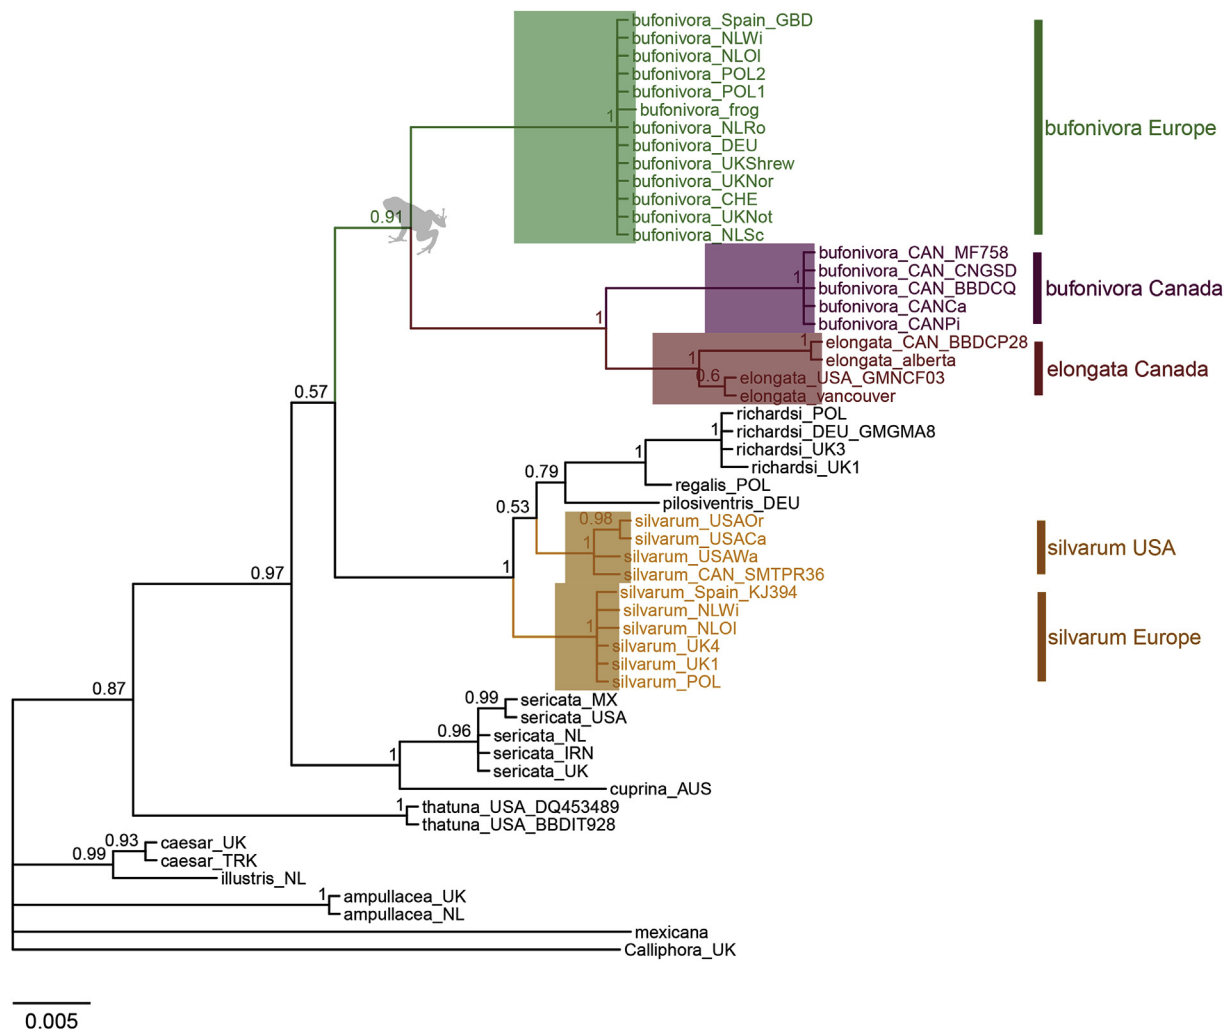 bufonivora_Spain_GBD
bufonivora_NLWi
bufonivora_NLOl
bufonivora_POL2
bufonivora_POL1
1
bufonivora_frog
bufonivora_NLRo
bufonivora Europe
bufonivora_DEU
bufonivora_UKShrew
bufonivora_UKNor
bufonivora_CHE
0.91
bufonivora_UKNot
bufonivora_NLSc
bufonivora_CAN_MF758
1
bufonivora_CAN_CNGSD
bufonivora_CAN_BBDCQ
bufonivora Canada
bufonivora_CANCa
1
bufonivora_CANPi
1
elongata_CAN_BBDCP28
1
elongata_alberta
elongata Canada
0.6
elongata_USA_GMNCF03
0.57
elongata_vancouver
richardsi_POL
1
richardsi_DEU_GMGMA8
1
richardsi_UK3
richardsi_UK1
0.79
regalis_POL
0.53
pilosiventris_DEU
0.98
silvarum_USAOr
1
silvarum_USACa
silvarum USA
silvarum_USAWa
0.97
1
silvarum_CAN_SMTPR36
silvarum_Spain_KJ394
silvarum_NLWi
1
silvarum_NLOl
silvarum Europe
silvarum_UK4
silvarum_UK1
silvarum_POL
0.87
0.99
sericata_MX
sericata_USA
0.96
sericata_NL
1
sericata_IRN
sericata_UK
cuprina_AUS
1
thatuna_USA_DQ453489
thatuna_USA_BBDIT928
0.93
caesar_UK
0.99
caesar_TRK
illustris_NL
1
ampullacea_UK
ampullacea_NL
mexicana
Calliphora_UK
0.005